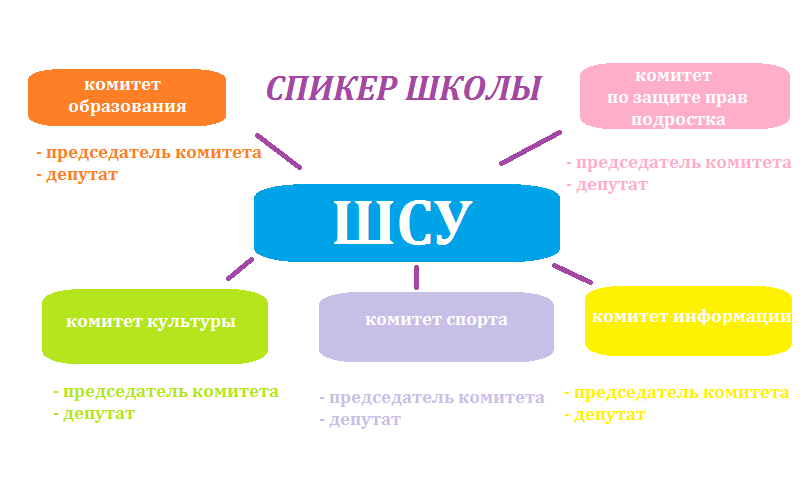 СПИКЕР ШКОЛЫ
комитет
образования
- председатель комитета
- депутат
комитет
по защите прав
подростка
- председатель комитета
- депутат
ШСУ
комитет культуры
- председатель комитета
- депутат
комитет спорта
- председатель комитета
- депутат
комитет информации
- председатель комитета
- депутат